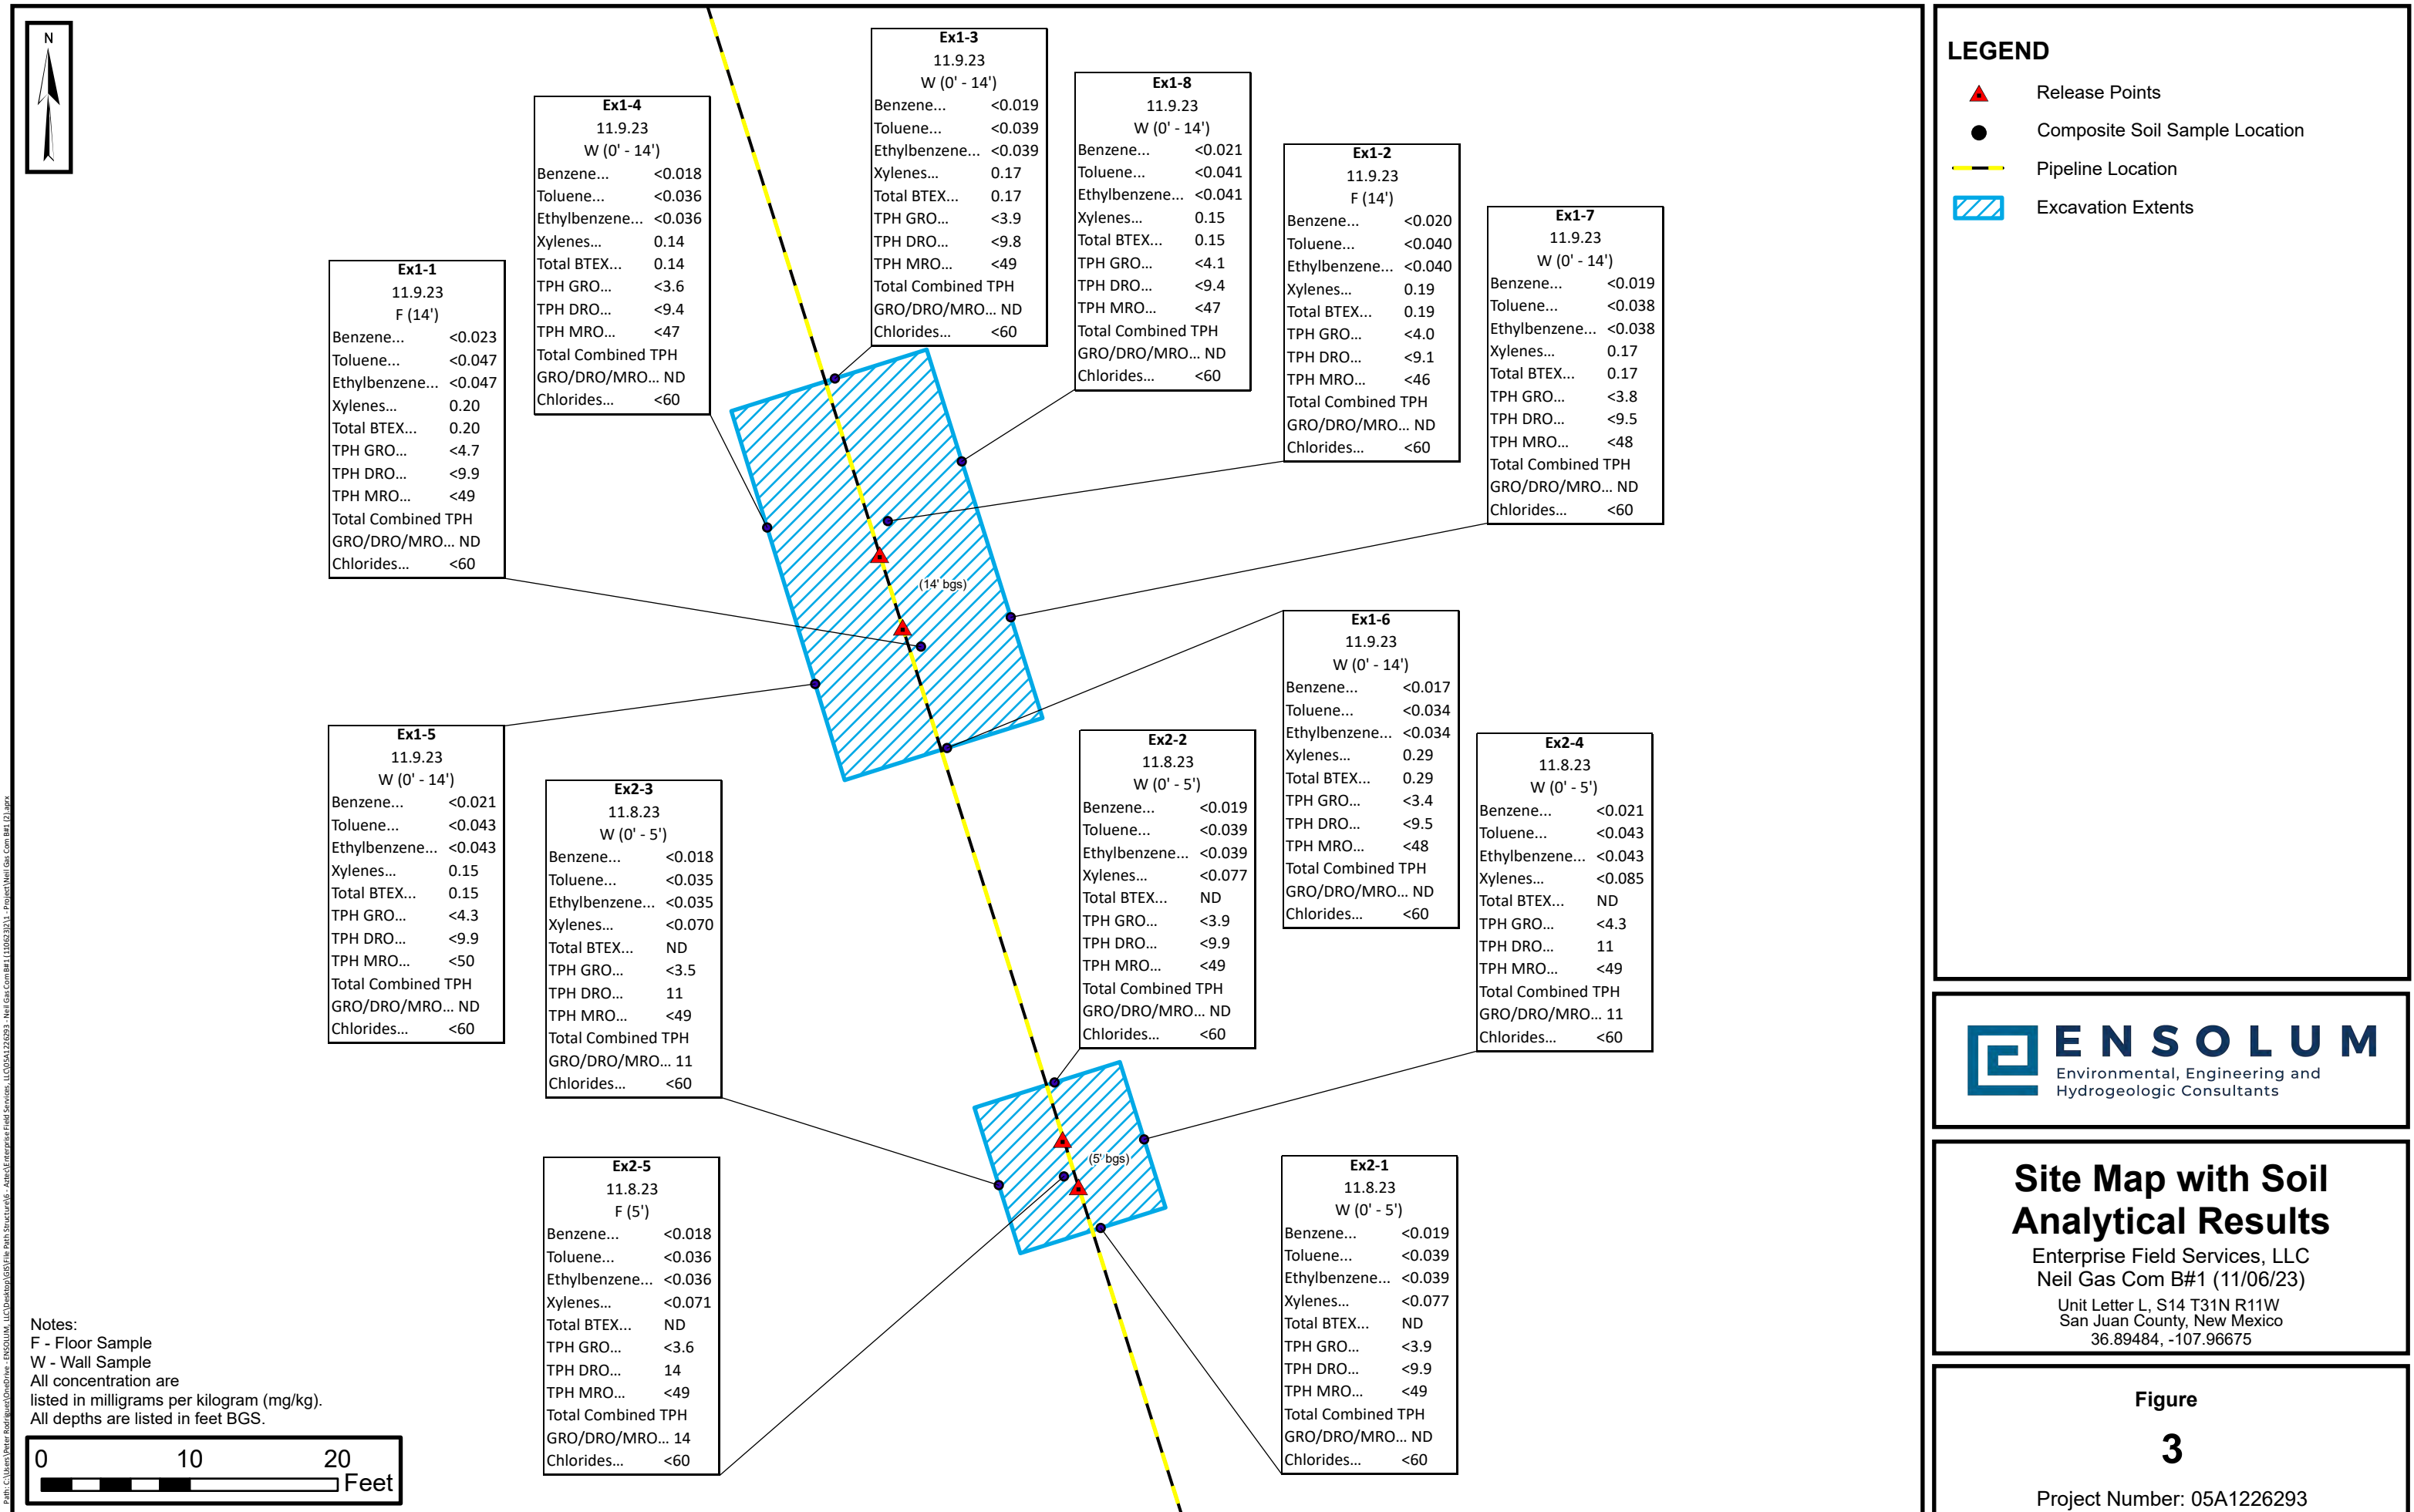 N
Ex1-3
11.9.23
W (0' - 14')
Benzene... <0.019
Toluene... <0.039
Ethylbenzene... <0.039
Xylenes... 0.17
Total BTEX... 0.17
TPH GRO... <3.9
TPH DRO... <9.8
TPH MRO... <49
Total Combined TPH
GRO/DRO/MRO... ND
Chlorides... <60
Ex1-8
11.9.23
W (0' - 14')
Benzene... <0.021
Toluene... <0.041
Ethylbenzene... <0.041
Xylenes... 0.15
Total BTEX... 0.15
TPH GRO... <4.1
TPH DRO... <9.4
TPH MRO... <47
Total Combined TPH
GRO/DRO/MRO... ND
Chlorides... <60
Ex1-4
11.9.23
W (0' - 14')
Benzene... <0.018
Toluene... <0.036
Ethylbenzene... <0.036
Xylenes... 0.14
Total BTEX... 0.14
TPH GRO... <3.6
TPH DRO... <9.4
TPH MRO... <47
Total Combined TPH
GRO/DRO/MRO... ND
Chlorides... <60
Ex1-2
11.9.23
F (14')
Benzene... <0.020
Toluene... <0.040
Ethylbenzene... <0.040
Xylenes... 0.19
Total BTEX... 0.19
TPH GRO... <4.0
TPH DRO... <9.1
TPH MRO... <46
Total Combined TPH
GRO/DRO/MRO... ND
Chlorides... <60
Ex1-7
11.9.23
W (0' - 14')
Benzene... <0.019
Toluene... <0.038
Ethylbenzene... <0.038
Xylenes... 0.17
Total BTEX... 0.17
TPH GRO... <3.8
TPH DRO... <9.5
TPH MRO... <48
Total Combined TPH
GRO/DRO/MRO... ND
Chlorides... <60
Ex1-1
11.9.23
F (14')
Benzene... <0.023
Toluene... <0.047
Ethylbenzene... <0.047
Xylenes... 0.20
Total BTEX... 0.20
TPH GRO... <4.7
TPH DRO... <9.9
TPH MRO... <49
Total Combined TPH
GRO/DRO/MRO... ND
Chlorides... <60
(14' bgs)
Ex1-6
11.9.23
W (0' - 14')
Benzene... <0.017
Toluene... <0.034
Ethylbenzene... <0.034
Xylenes... 0.29
Total BTEX... 0.29
TPH GRO... <3.4
TPH DRO... <9.5
TPH MRO... <48
Total Combined TPH
GRO/DRO/MRO... ND
Chlorides... <60
Ex1-5
11.9.23
W (0' - 14')
Benzene... <0.021
Toluene... <0.043
Ethylbenzene... <0.043
Xylenes... 0.15
Total BTEX... 0.15
TPH GRO... <4.3
TPH DRO... <9.9
TPH MRO... <50
Total Combined TPH
GRO/DRO/MRO... ND
Chlorides... <60
Ex2-3
11.8.23
W (0' - 5')
Benzene... <0.018
Toluene... <0.035
Ethylbenzene... <0.035
Xylenes... <0.070
Total BTEX... ND
TPH GRO... <3.5
TPH DRO... 11
TPH MRO... <49
Total Combined TPH
GRO/DRO/MRO... 11
Chlorides... <60
Ex2-2
11.8.23
W (0' - 5')
Benzene... <0.019
Toluene... <0.039
Ethylbenzene... <0.039
Xylenes... <0.077
Total BTEX... ND
TPH GRO... <3.9
TPH DRO... <9.9
TPH MRO... <49
Total Combined TPH
GRO/DRO/MRO... ND
Chlorides... <60
Ex2-4
11.8.23
W (0' - 5')
Benzene... <0.021
Toluene... <0.043
Ethylbenzene... <0.043
Xylenes... <0.085
Total BTEX... ND
TPH GRO... <4.3
TPH DRO... 11
TPH MRO... <49
Total Combined TPH
GRO/DRO/MRO... 11
Chlorides... <60
(5' bgs)
Ex2-5
11.8.23
F (5')
Benzene... <0.018
Toluene... <0.036
Ethylbenzene... <0.036
Xylenes... <0.071
Total BTEX... ND
TPH GRO... <3.6
TPH DRO... 14
TPH MRO... <49
Total Combined TPH
GRO/DRO/MRO... 14
Chlorides... <60
Ex2-1
11.8.23
W (0' - 5')
Benzene... <0.019
Toluene... <0.039
Ethylbenzene... <0.039
Xylenes... <0.077
Total BTEX... ND
TPH GRO... <3.9
TPH DRO... <9.9
TPH MRO... <49
Total Combined TPH
GRO/DRO/MRO... ND
Chlorides... <60
Notes:
F - Floor Sample
W - Wall Sample
All concentration are
listed in milligrams per kilogram (mg/kg).
All depths are listed in feet BGS.
0 10 20
Feet
LEGEND
Release Points
Composite Soil Sample Location
Pipeline Location
Excavation Extents
ENSOLUM
Environmental, Engineering and
Hydrogeologic Consultants
Site Map with Soil
Analytical Results
Enterprise Field Services, LLC
Neil Gas Com B#1 (11/06/23)
Unit Letter L, S14 T31N R11W
San Juan County, New Mexico
36.89484, -107.96675
Figure
3
Project Number: 05A1226293